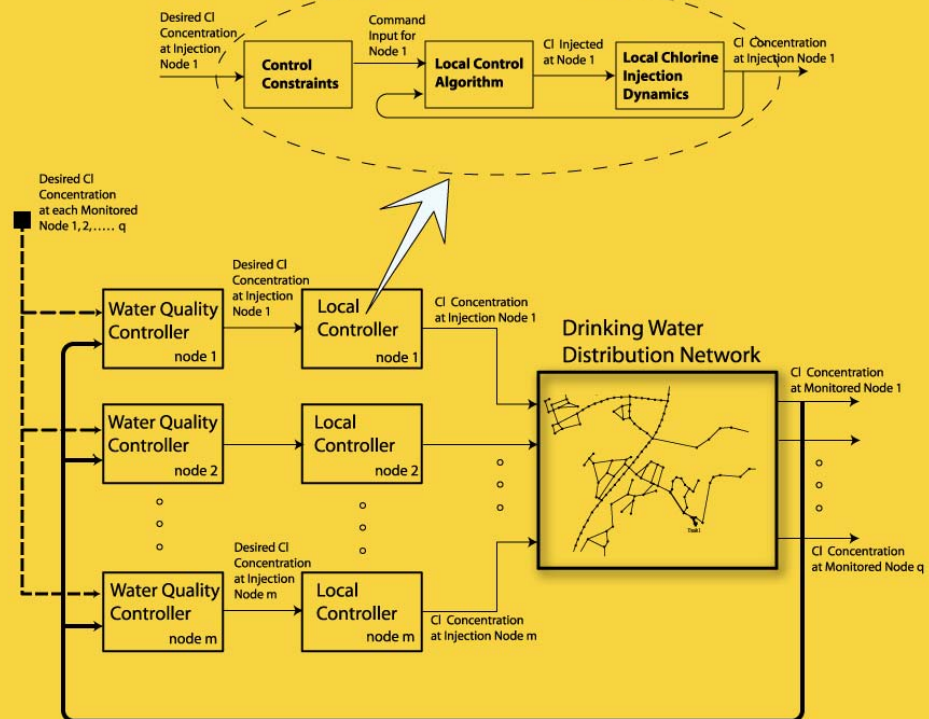 Desired Cl
Concentration
at Injection
Node 1
Control
Constraints
Command
Input for
Node 1
Local Control
Algorithm
Cl Injected
at Node 1
Local Chlorine
Injection
Dynamics
Cl Concentration
at Injection Node 1
Desired Cl
Concentration
at each Monitored
Node 1, 2, ..... q
Water Quality
Controller
node 1
Desired Cl
Concentration
at Injection
Node 1
Local
Controller
node 1
Cl Concentration
at Injection Node 1
Drinking Water
Distribution Network
Cl Concentration
at Monitored Node 1
Water Quality
Controller
node 2
Local
Controller
node 2
Cl Concentration
at Monitored Node q
Water Quality
Controller
node m
Desired Cl
Concentration
at Injection
Node m
Local
Controller
node m
Cl Concentration
at Injection Node m